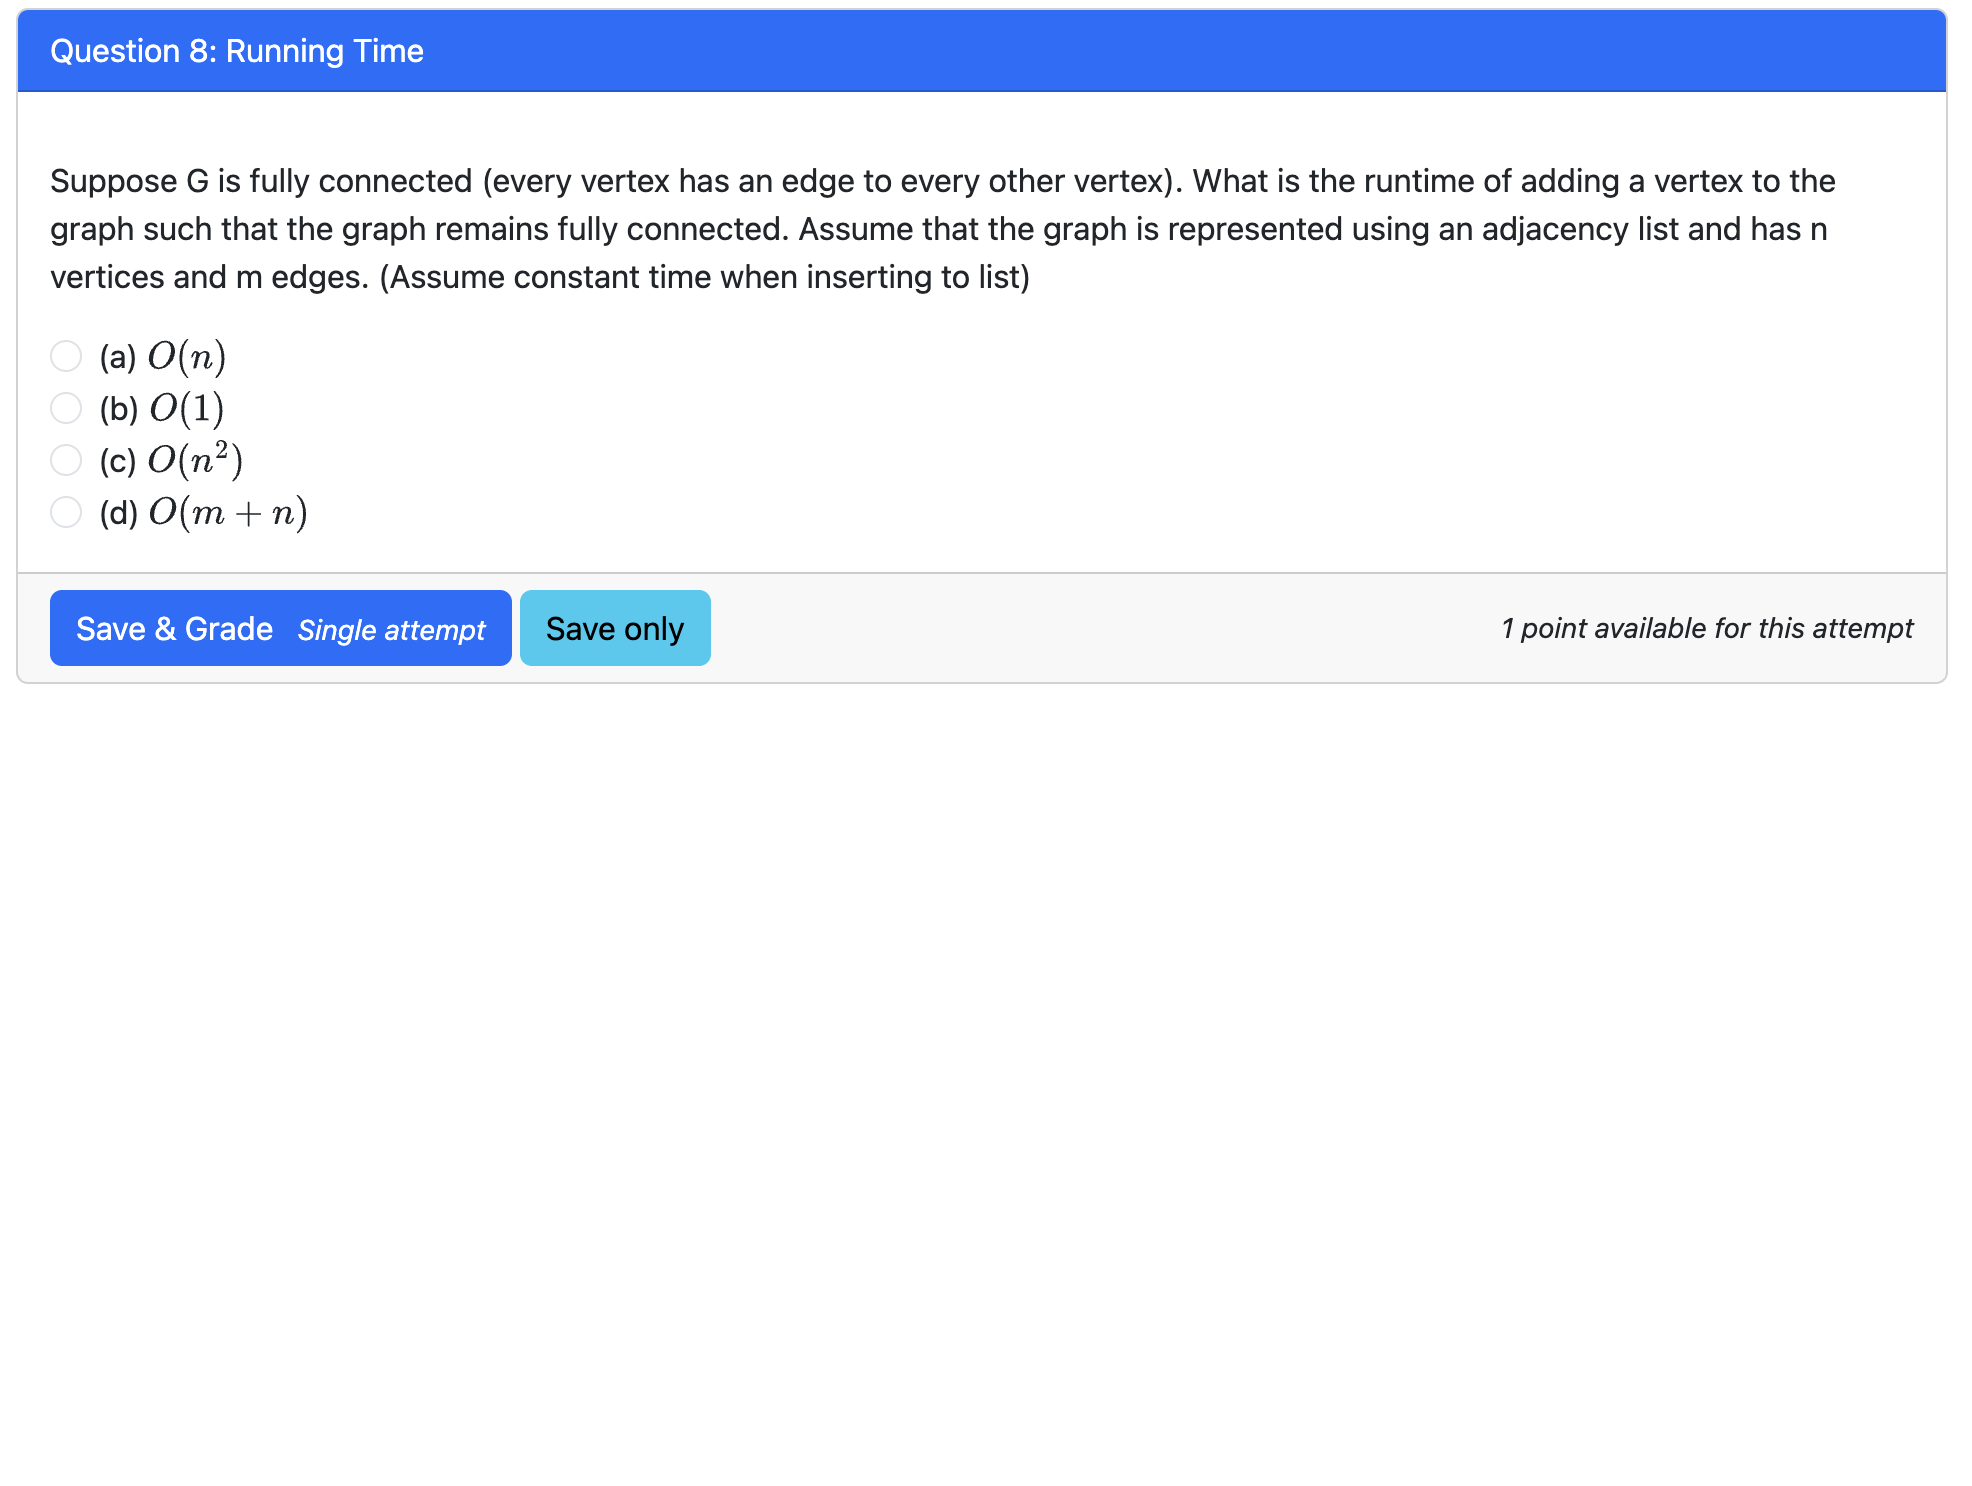 Question 8: Running Time
Suppose G is fully connected (every vertex has an edge to every other vertex). What is the runtime of adding a vertex to the
graph such that the graph remains fully connected. Assume that the graph is represented using an adjacency list and has n
vertices and m edges. (Assume constant time when inserting to list)
(a) O(n)
(b) O(1)
(c) O(n²)
(d) O(m + n)
Save & Grade Single attempt Save only 1 point available for this attempt